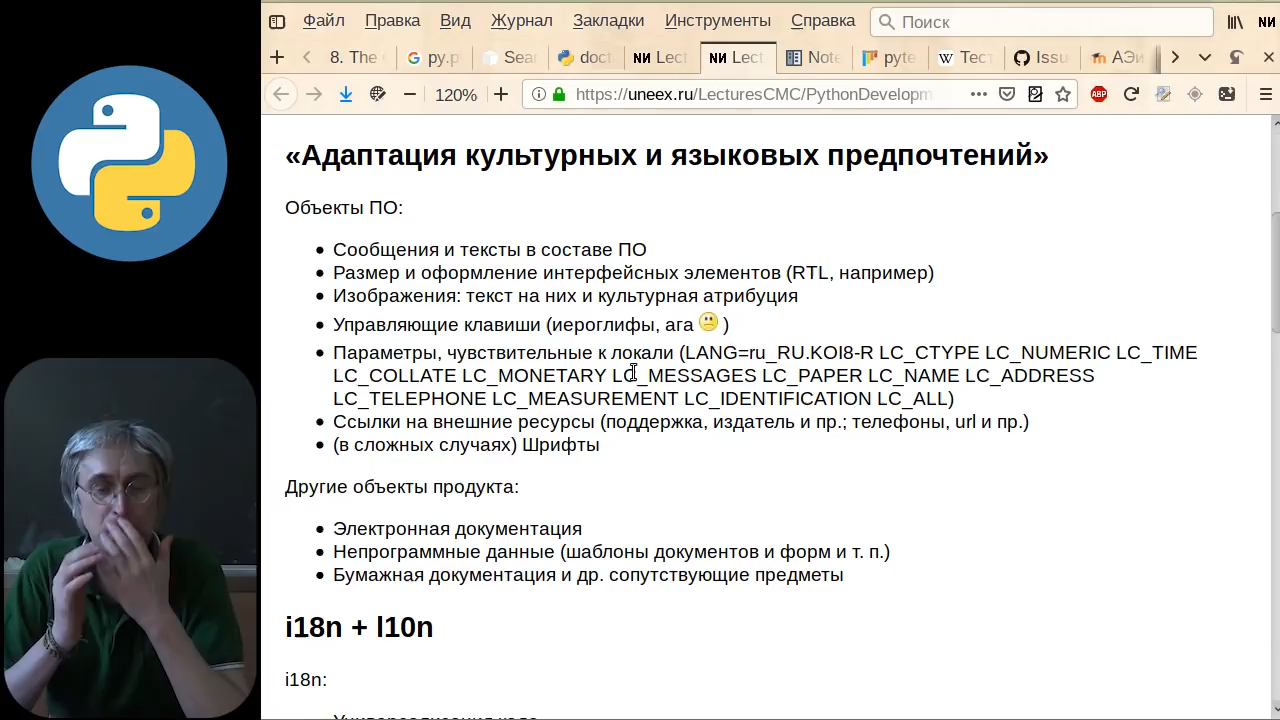 Файл Правка Вид Журнал Закладки Инструменты Справка Поиск
8. The py.p Sear doct Lect Lect Note pyte Тест Issu АЭи
120% https://uneex.ru/LecturesCMC/PythonDevelopm
«Адаптация культурных и языковых предпочтений»
Объекты ПО:
Сообщения и тексты в составе ПО
Размер и оформление интерфейсных элементов (RTL, например)
Изображения: текст на них и культурная атрибуция
Управляющие клавиши (иероглифы, ага )
Параметры, чувствительные к локали (LANG=ru_RU.KOI8-R LC_CTYPE LC_NUMERIC LC_TIME
LC_COLLATE LC_MONETARY LC_MESSAGES LC_PAPER LC_NAME LC_ADDRESS
LC_TELEPHONE LC_MEASUREMENT LC_IDENTIFICATION LC_ALL)
Ссылки на внешние ресурсы (поддержка, издатель и пр.; телефоны, url и пр.)
(в сложных случаях) Шрифты
Другие объекты продукта:
Электронная документация
Непрограммные данные (шаблоны документов и форм и т. п.)
Бумажная документация и др. сопутствующие предметы
i18n + l10n
i18n: